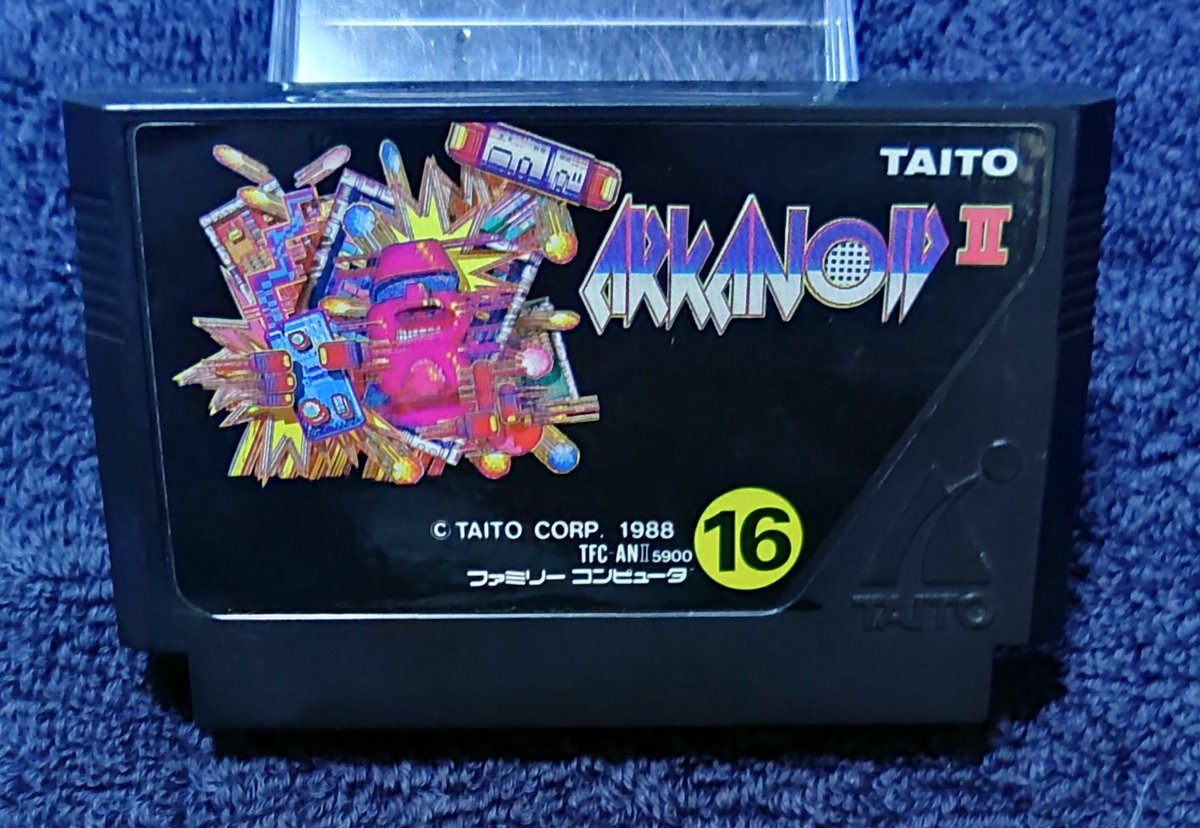 TAITO
ARKANOID II
© TAITO CORP. 1988
TFC-ANII 5900
ファミリー コンピュータ
16
TAITO